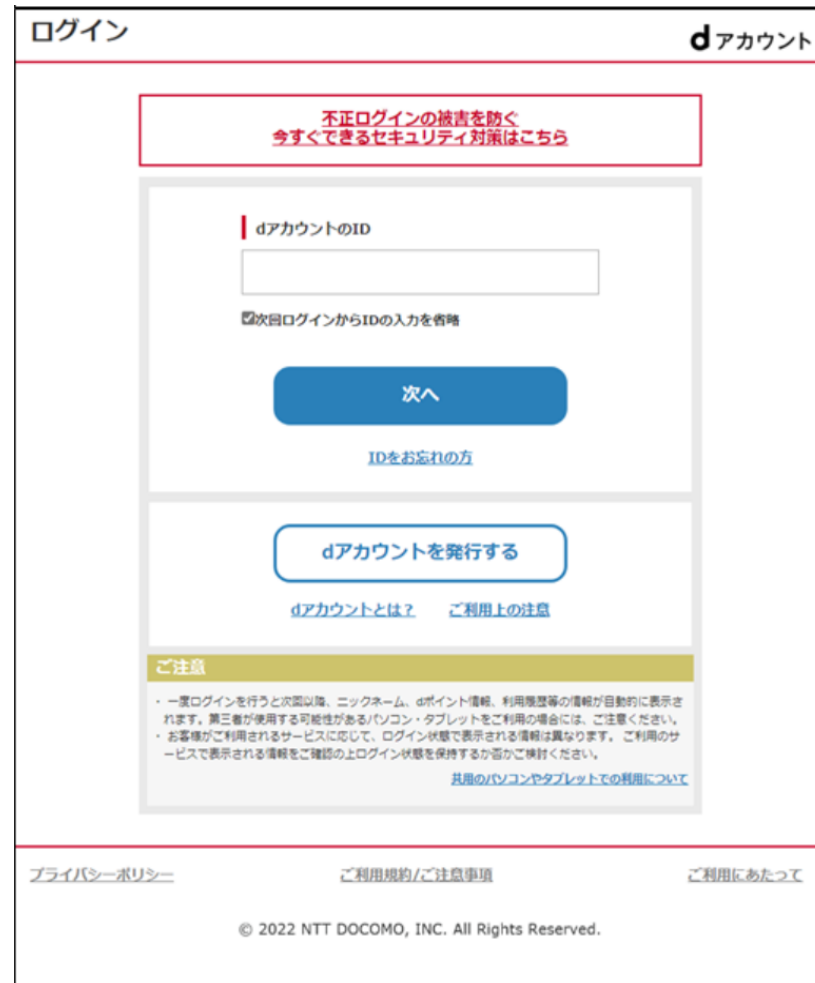 ログイン
dアカウント
不正ログインの被害を防ぐ
今すぐできるセキュリティ対策はこちら
dアカウントのID
次回ログインからIDの入力を省略
次へ
IDをお忘れの方
dアカウントを発行する
dアカウントとは？ ご利用上の注意
ご注意
・ 一度ログインを行うと次回以降、ニックネーム、dポイント情報、利用履歴等の情報が自動的に表示さ
れます。第三者が使用する可能性があるパソコン・タブレットをご利用の場合には、ご注意ください。
・ お客様がご利用されるサービスに応じて、ログイン状態で表示される情報は異なります。 ご利用のサ
ービスで表示される情報をご確認の上ログイン状態を保持するか否かご検討ください。
共用のパソコンやタブレットでの利用について
プライバシーポリシー ご利用規約/ご注意事項 ご利用にあたって
© 2022 NTT DOCOMO, INC. All Rights Reserved.